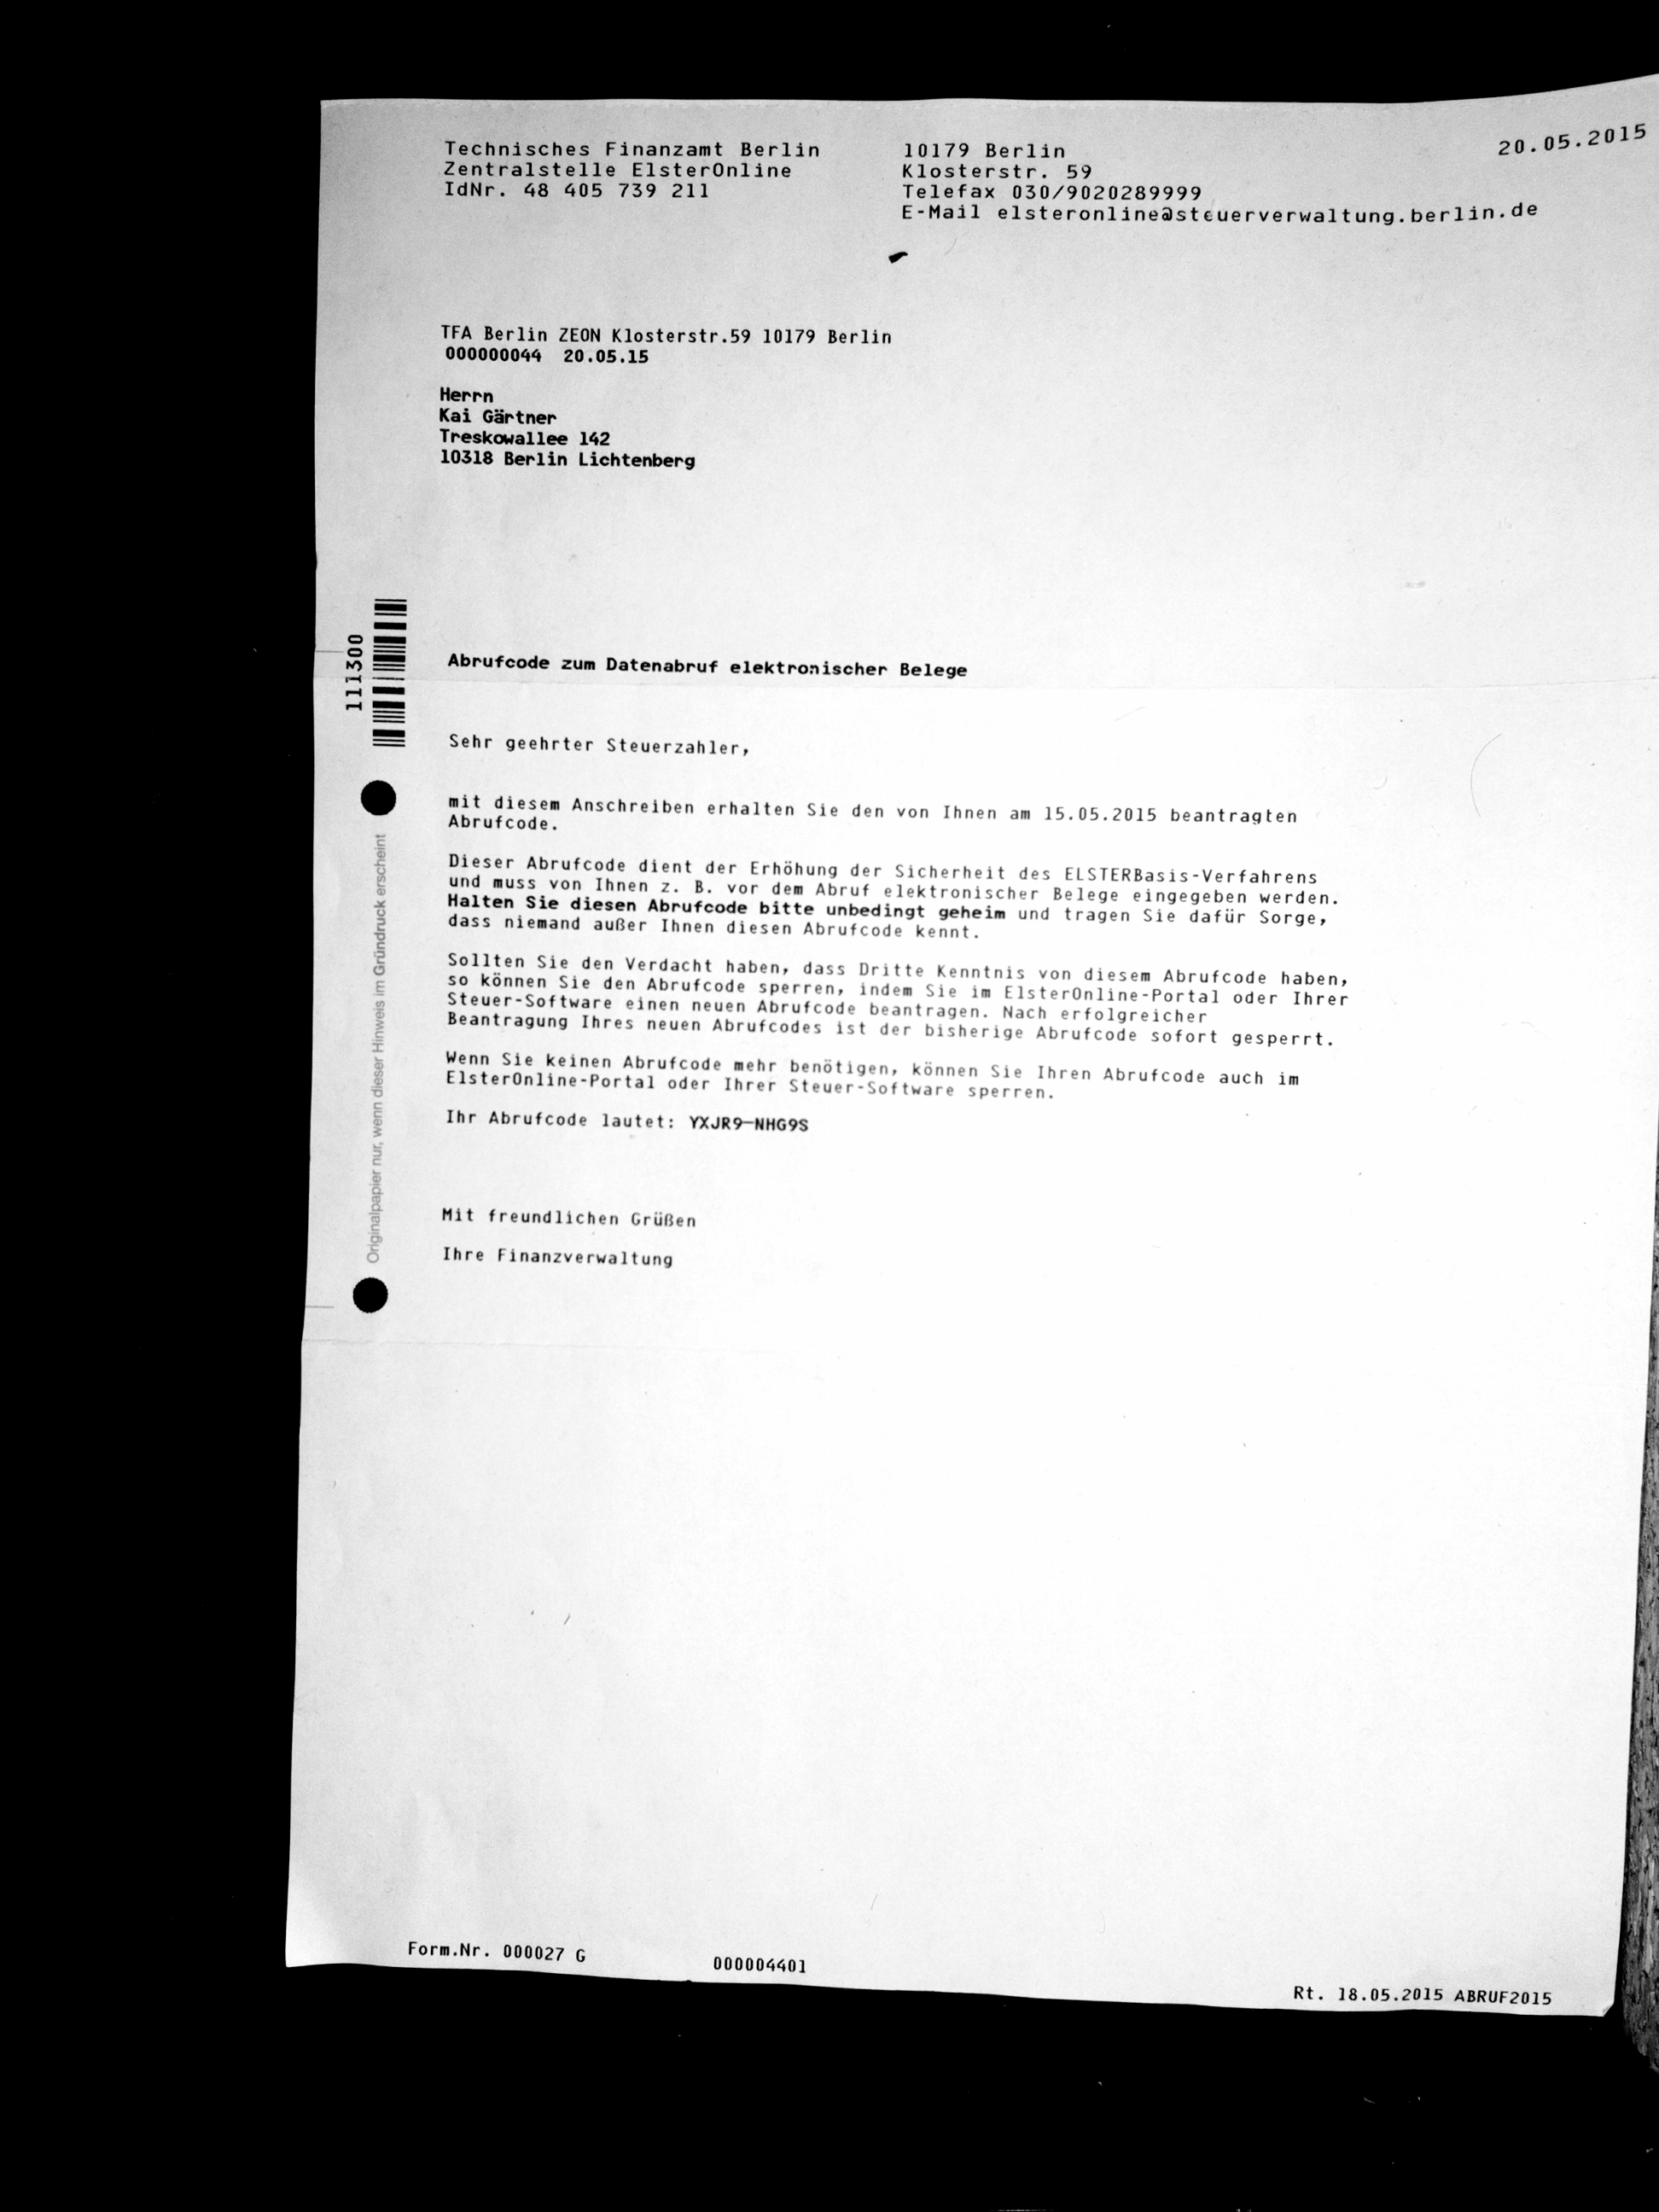 Technisches Finanzamt Berlin
Zentralstelle ElsterOnline
IdNr. 48 405 739 211
10179 Berlin
Klosterstr. 59
Telefax 030/9020289999
E-Mail elsteronline@steuerverwaltung.berlin.de
20.05.2015
TFA Berlin ZEON Klosterstr.59 10179 Berlin
000000044 20.05.15
Herrn
Kai Gärtner
Treskowallee 142
10318 Berlin Lichtenberg
111300
Abrufcode zum Datenabruf elektronischer Belege
Sehr geehrter Steuerzahler,
mit diesem Anschreiben erhalten Sie den von Ihnen am 15.05.2015 beantragten
Abrufcode.
Dieser Abrufcode dient der Erhöhung der Sicherheit des ELSTERBasis-Verfahrens
und muss von Ihnen z. B. vor dem Abruf elektronischer Belege eingegeben werden.
Halten Sie diesen Abrufcode bitte unbedingt geheim und tragen Sie dafür Sorge,
dass niemand außer Ihnen diesen Abrufcode kennt.
Sollten Sie den Verdacht haben, dass Dritte Kenntnis von diesem Abrufcode haben,
so können Sie den Abrufcode sperren, indem Sie im ElsterOnline-Portal oder Ihrer
Steuer-Software einen neuen Abrufcode beantragen. Nach erfolgreicher
Beantragung Ihres neuen Abrufcodes ist der bisherige Abrufcode sofort gesperrt.
Wenn Sie keinen Abrufcode mehr benötigen, können Sie Ihren Abrufcode auch im
ElsterOnline-Portal oder Ihrer Steuer-Software sperren.
Ihr Abrufcode lautet: YXJR9-NHG9S
Mit freundlichen Grüßen
Ihre Finanzverwaltung
Originalpapier nur, wenn dieser Hinweis im Gründruck erscheint
Form.Nr. 000027 G
000004401
Rt. 18.05.2015 ABRUF2015